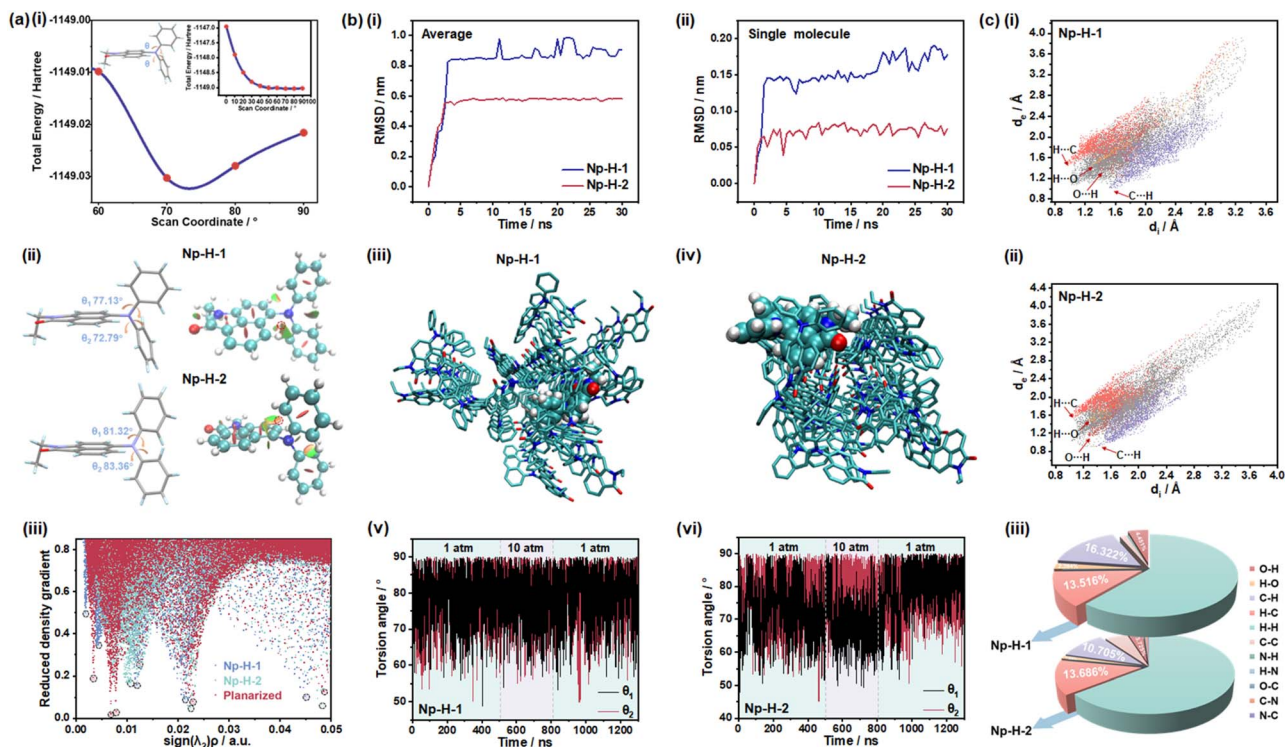 (a) (i)
-1149.00
-1149.01
-1149.02
-1149.03
Total Energy / Hartree
60 70 80 90
Scan Coordinate / °
θ
θ
-1147.0
-1147.5
-1148.0
-1148.5
-1149.0
Total Energy / Hartree
0 10 20 30 40 50 60 70 80 90 100
Scan Coordinate / °
(b) (i)
Average
1.0
0.8
0.6
0.4
0.2
0.0
RMSD / nm
Np-H-1
Np-H-2
0 5 10 15 20 25 30
Time / ns
(ii)
Single molecule
0.20
0.15
0.10
0.05
0.00
RMSD / nm
Np-H-1
Np-H-2
0 5 10 15 20 25 30
Time / ns
(c) (i)
Np-H-1
4.0
3.6
3.2
2.8
2.4
2.0
1.6
1.2
0.8
de / Å
H···C
H···O
O···H
C···H
0.8 1.2 1.6 2.0 2.4 2.8 3.2 3.6
di / Å
(ii)
Np-H-1
θ1 77.13°
θ2 72.79°
Np-H-2
θ1 81.32°
θ2 83.36°
(iii)
Np-H-1
(iv)
Np-H-2
(ii)
Np-H-2
4.4
4.0
3.6
3.2
2.8
2.4
2.0
1.6
1.2
0.8
de / Å
H···C
H···O
O···H
C···H
0.8 1.2 1.6 2.0 2.4 2.8 3.2 3.6 4.0
di / Å
(iii)
0.8
0.6
0.4
0.2
0.0
Reduced density gradient
Np-H-1
Np-H-2
Planarized
0.00 0.01 0.02 0.03 0.04 0.05
sign(λ2)ρ / a.u.
(v)
1 atm 10 atm 1 atm
90
80
70
60
50
Torsion angle / °
θ1
θ2
Np-H-1
0 200 400 600 800 1000 1200
Time / ns
(vi)
1 atm 10 atm 1 atm
90
80
70
60
50
40
Torsion angle / °
θ1
θ2
Np-H-2
0 200 400 600 800 1000 1200
Time / ns
(iii)
16.322%
13.516%
Np-H-1
10.705%
13.686%
Np-H-2
O-H
H-O
C-H
H-C
H-H
C-C
N-H
H-N
O-C
C-N
N-C